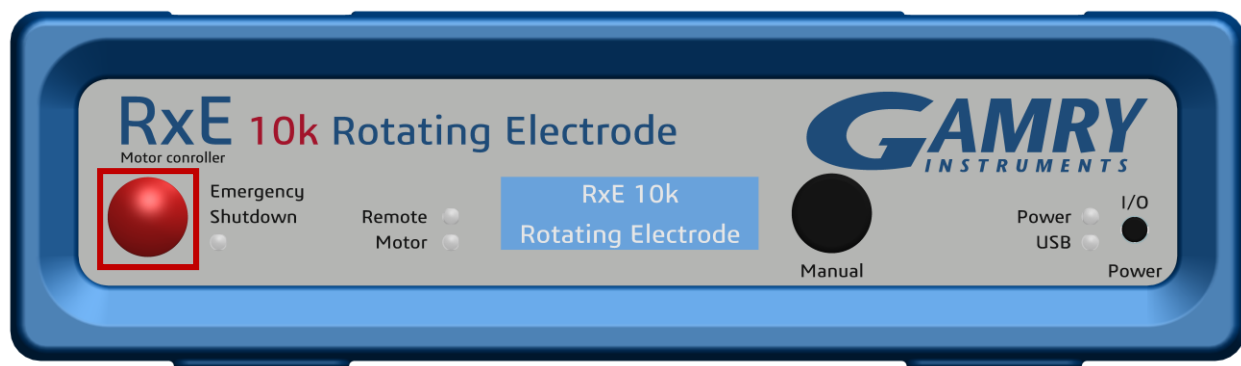 RxE 10k Rotating Electrode
Motor conroller
GAMRY
INSTRUMENTS
Emergency
Shutdown
Remote
Motor
RxE 10k
Rotating Electrode
Manual
Power
USB
I/O
Power